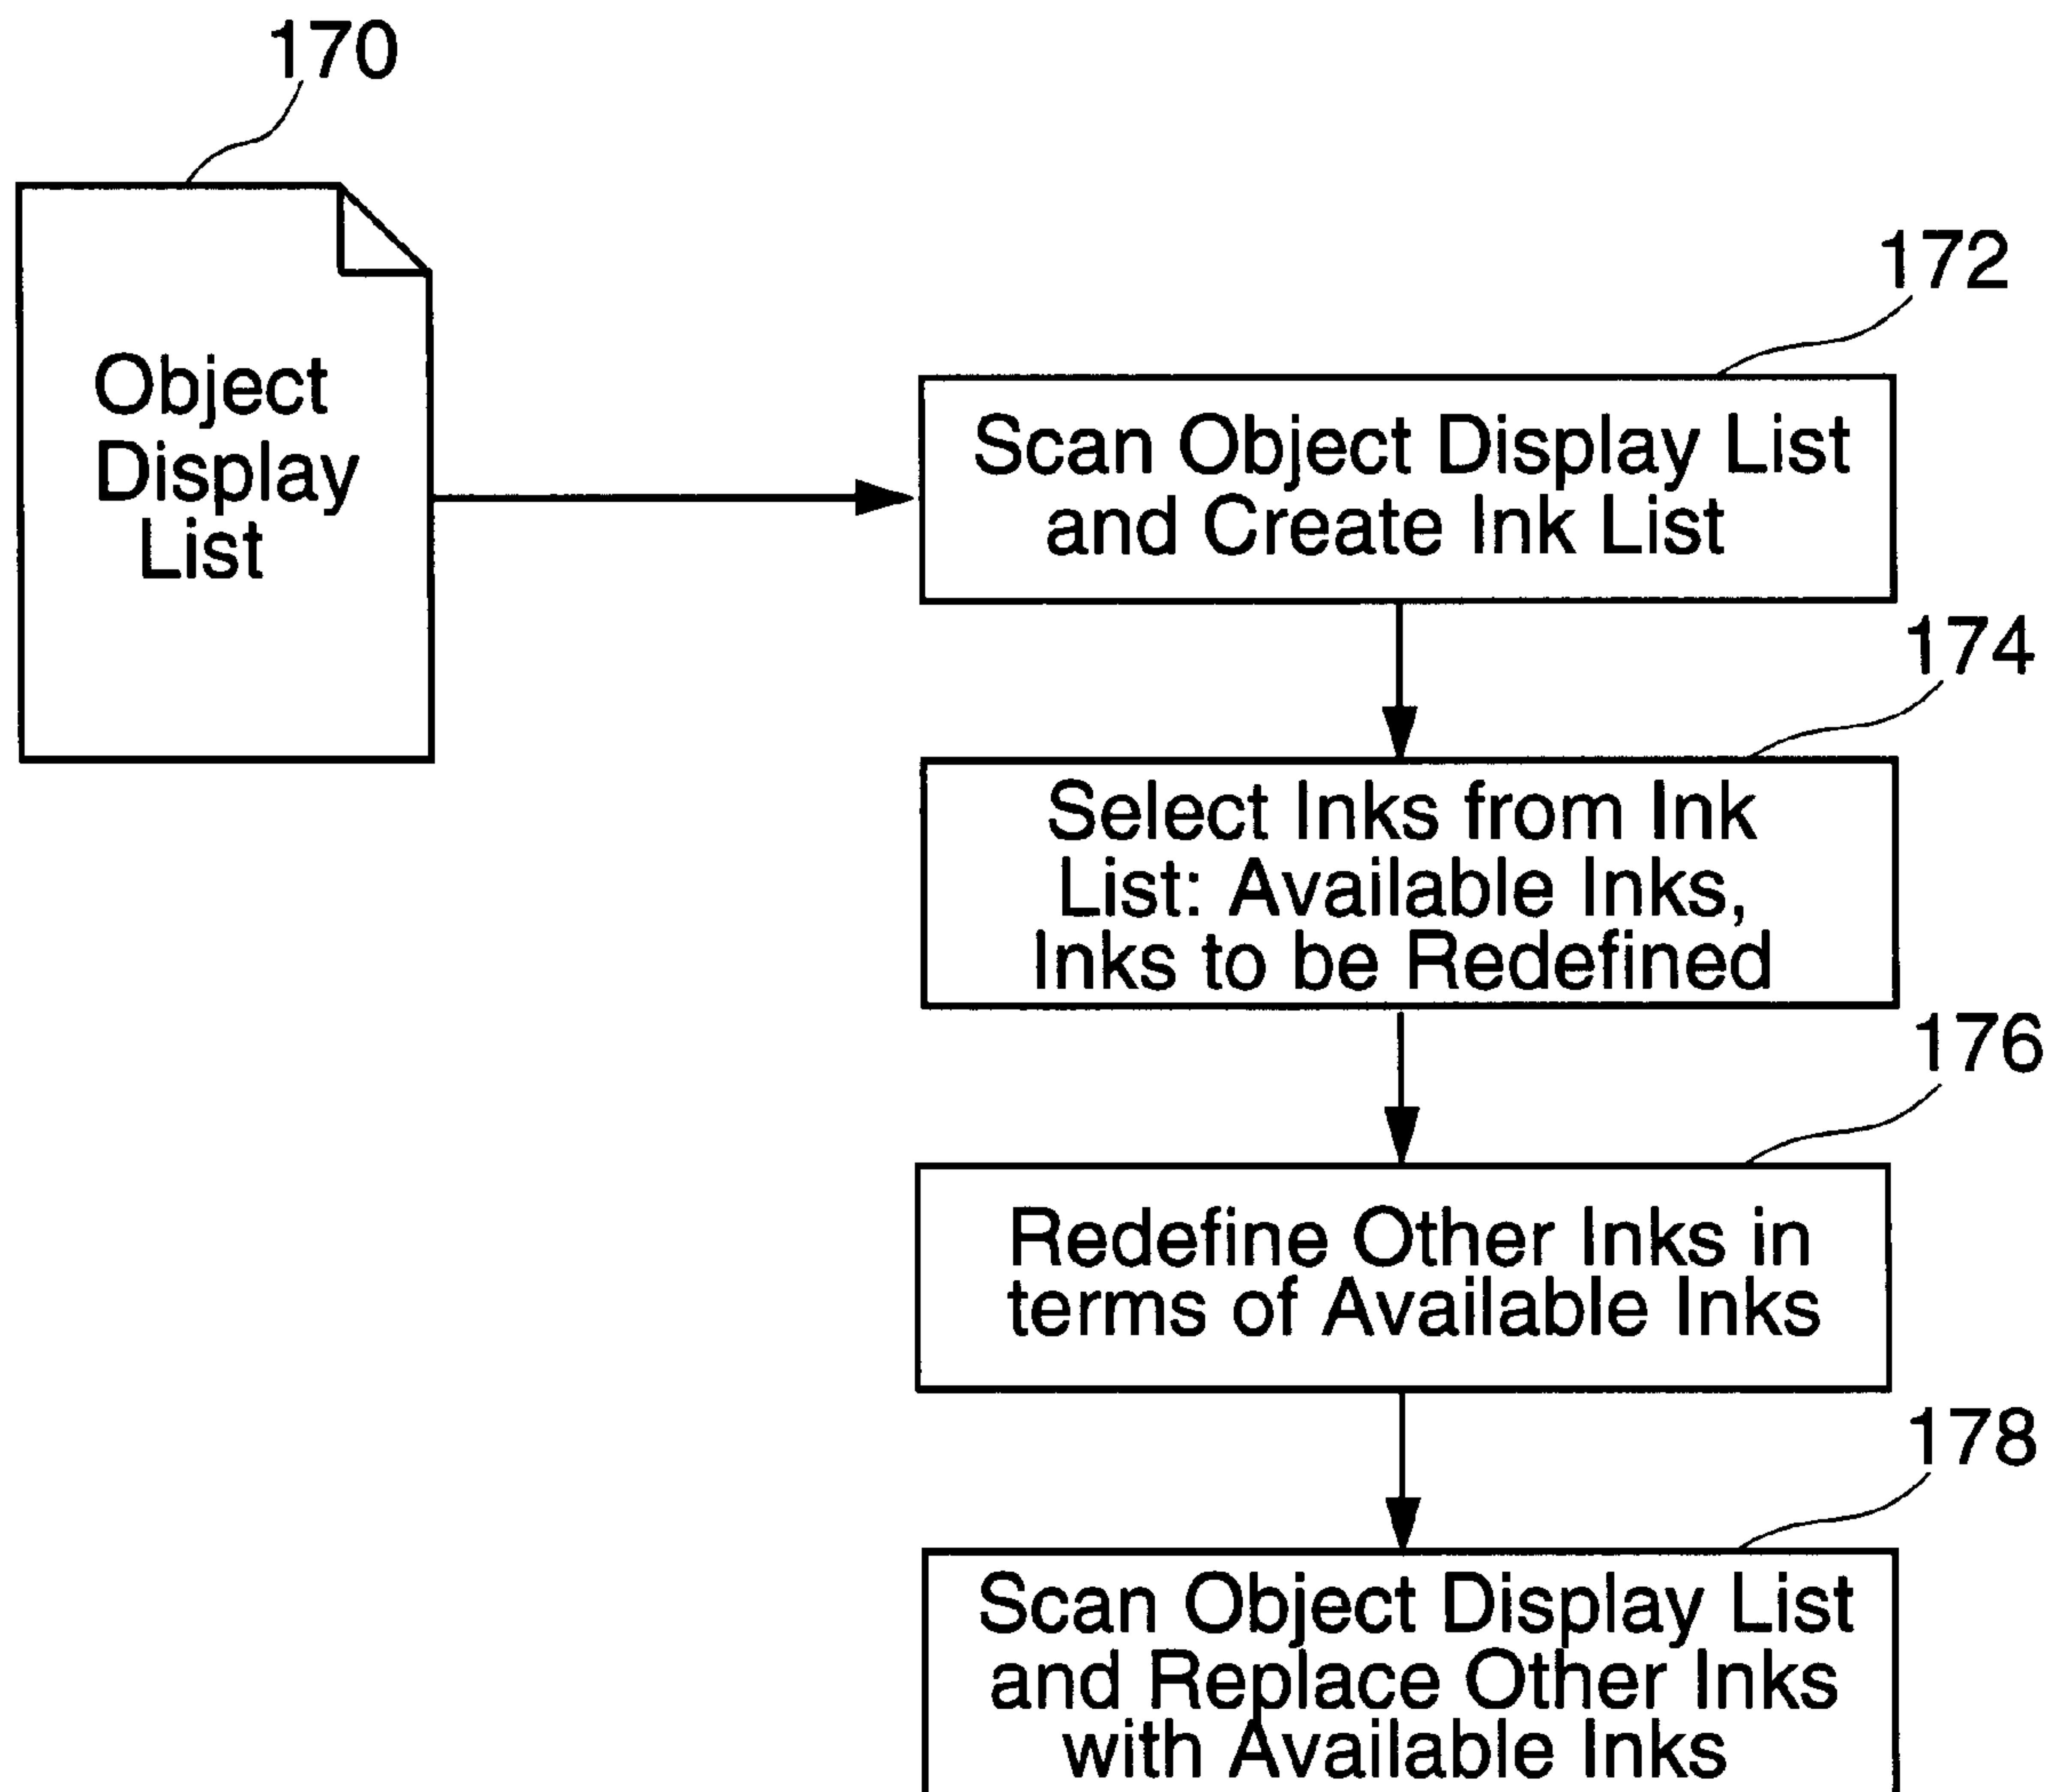 170
Object
Display
List
172
Scan Object Display List
and Create Ink List
174
Select Inks from Ink
List: Available Inks,
Inks to be Redefined
176
Redefine Other Inks in
terms of Available Inks
178
Scan Object Display List
and Replace Other Inks
with Available Inks